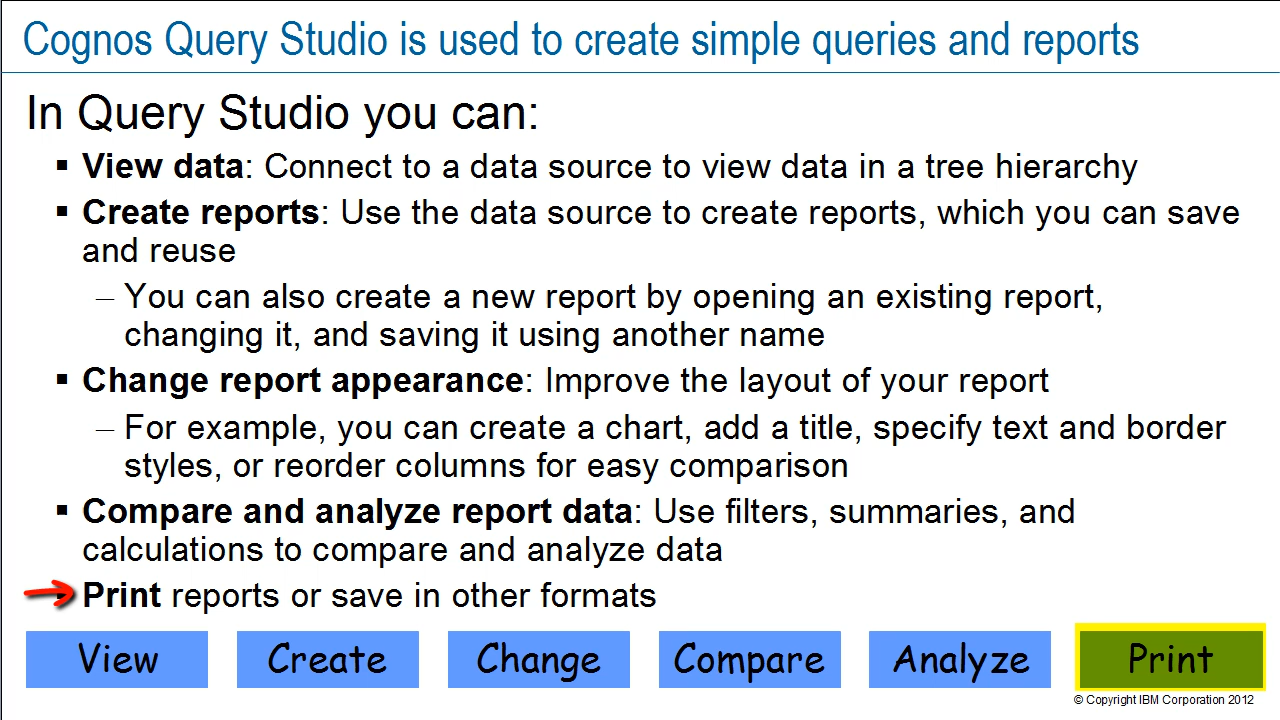 Cognos Query Studio is used to create simple queries and reports
In Query Studio you can:
▪ View data: Connect to a data source to view data in a tree hierarchy
▪ Create reports: Use the data source to create reports, which you can save
and reuse
– You can also create a new report by opening an existing report,
changing it, and saving it using another name
▪ Change report appearance: Improve the layout of your report
– For example, you can create a chart, add a title, specify text and border
styles, or reorder columns for easy comparison
▪ Compare and analyze report data: Use filters, summaries, and
calculations to compare and analyze data
Print reports or save in other formats
View Create Change Compare Analyze Print
© Copyright IBM Corporation 2012